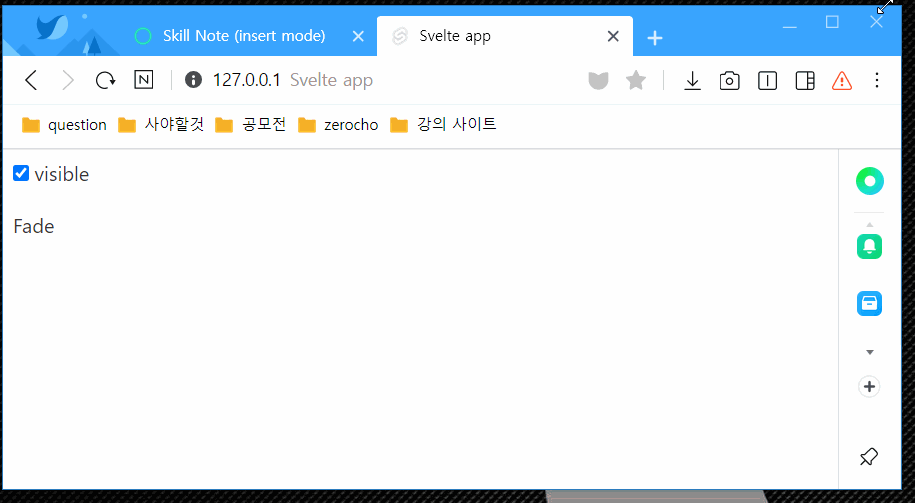 Skill Note (insert mode) Svelte app
N 127.0.0.1 Svelte app
question 사야할것 공모전 zerocho 강의 사이트
visible
Fade